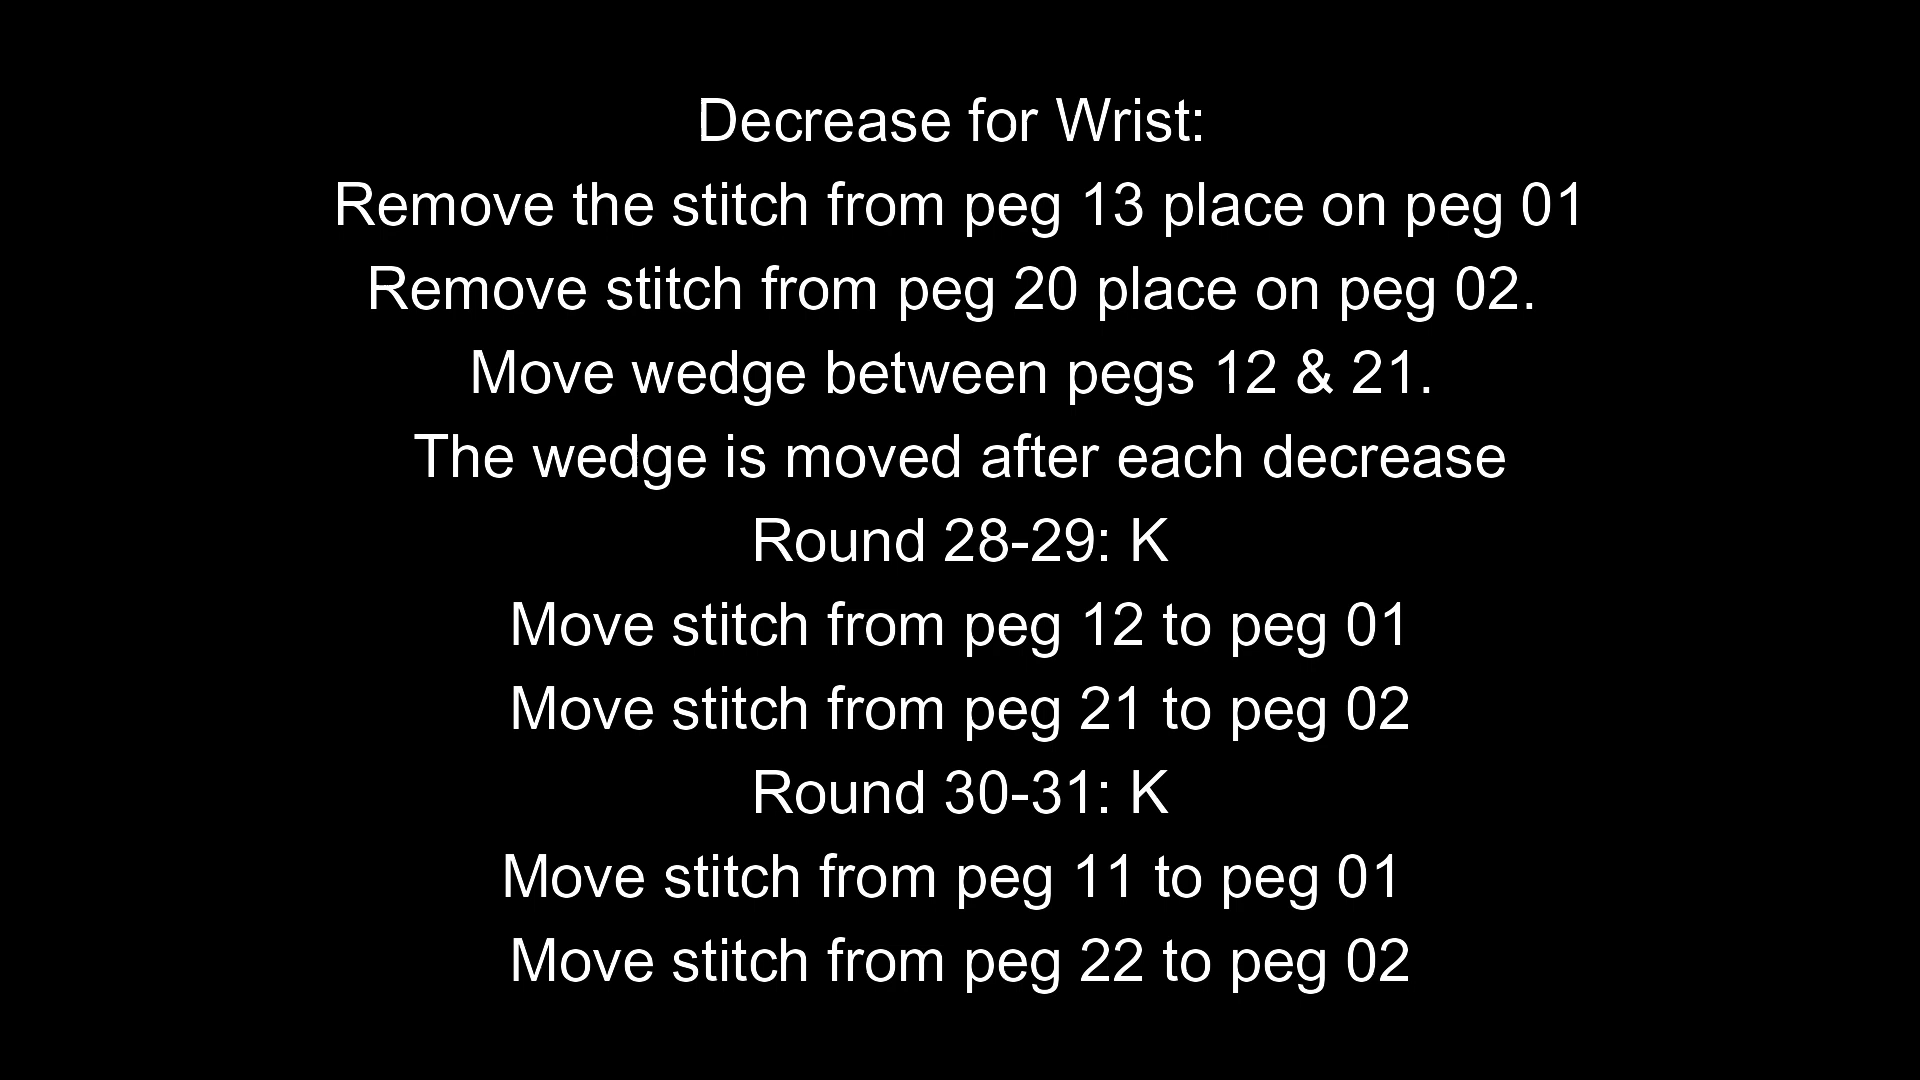 Decrease for Wrist:
Remove the stitch from peg 13 place on peg 01
Remove stitch from peg 20 place on peg 02.
Move wedge between pegs 12 & 21.
The wedge is moved after each decrease
Round 28-29: K
Move stitch from peg 12 to peg 01
Move stitch from peg 21 to peg 02
Round 30-31: K
Move stitch from peg 11 to peg 01
Move stitch from peg 22 to peg 02